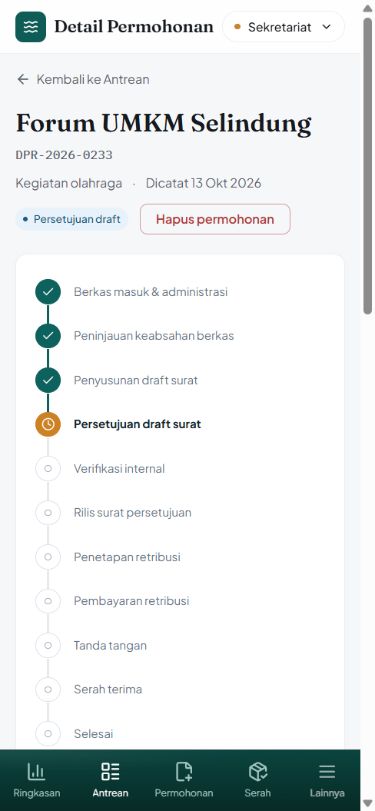 Detail Permohonan
Sekretariat
Kembali ke Antrean
Forum UMKM Selindung
DPR-2026-0233
Kegiatan olahraga · Dicatat 13 Okt 2026
Persetujuan draft
Hapus permohonan
Berkas masuk & administrasi
Peninjauan keabsahan berkas
Penyusunan draft surat
Persetujuan draft surat
Verifikasi internal
Rilis surat persetujuan
Penetapan retribusi
Pembayaran retribusi
Tanda tangan
Serah terima
Selesai
Ringkasan
Antrean
Permohonan
Serah
Lainnya